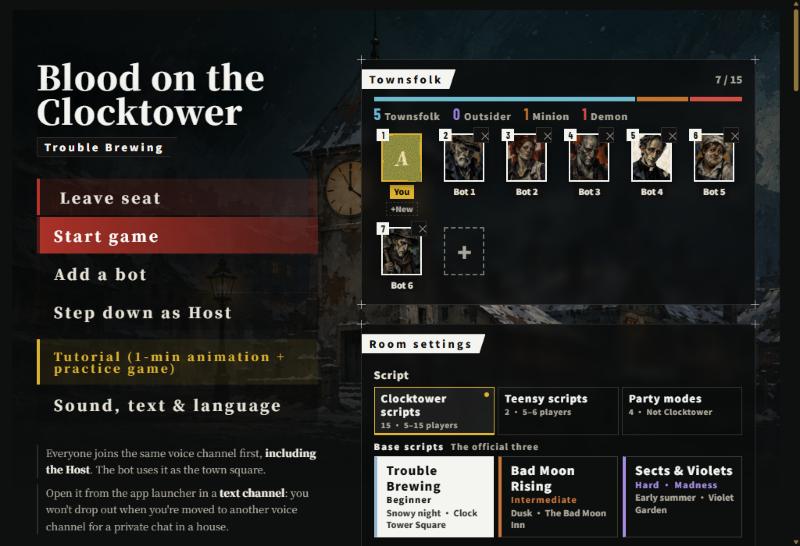 Blood on the
Clocktower
Trouble Brewing
Leave seat
Start game
Add a bot
Step down as Host
Tutorial (1-min animation +
practice game)
Sound, text & language
Everyone joins the same voice channel first, including
the Host. The bot uses it as the town square.
Open it from the app launcher in a text channel: you
won't drop out when you're moved to another voice
channel for a private chat in a house.
Townsfolk
7 / 15
5 Townsfolk 0 Outsider 1 Minion 1 Demon
1 2 3 4 5 6
A
You Bot 1 Bot 2 Bot 3 Bot 4 Bot 5
+New
7
+
Bot 6
Room settings
Script
Clocktower
scripts
15 • 5–15 players
Teensy scripts
2 • 5–6 players
Party modes
4 • Not Clocktower
Base scripts The official three
Trouble
Brewing
Beginner
Snowy night • Clock
Tower Square
Bad Moon
Rising
Intermediate
Dusk • The Bad Moon
Inn
Sects & Violets
Hard • Madness
Early summer • Violet
Garden